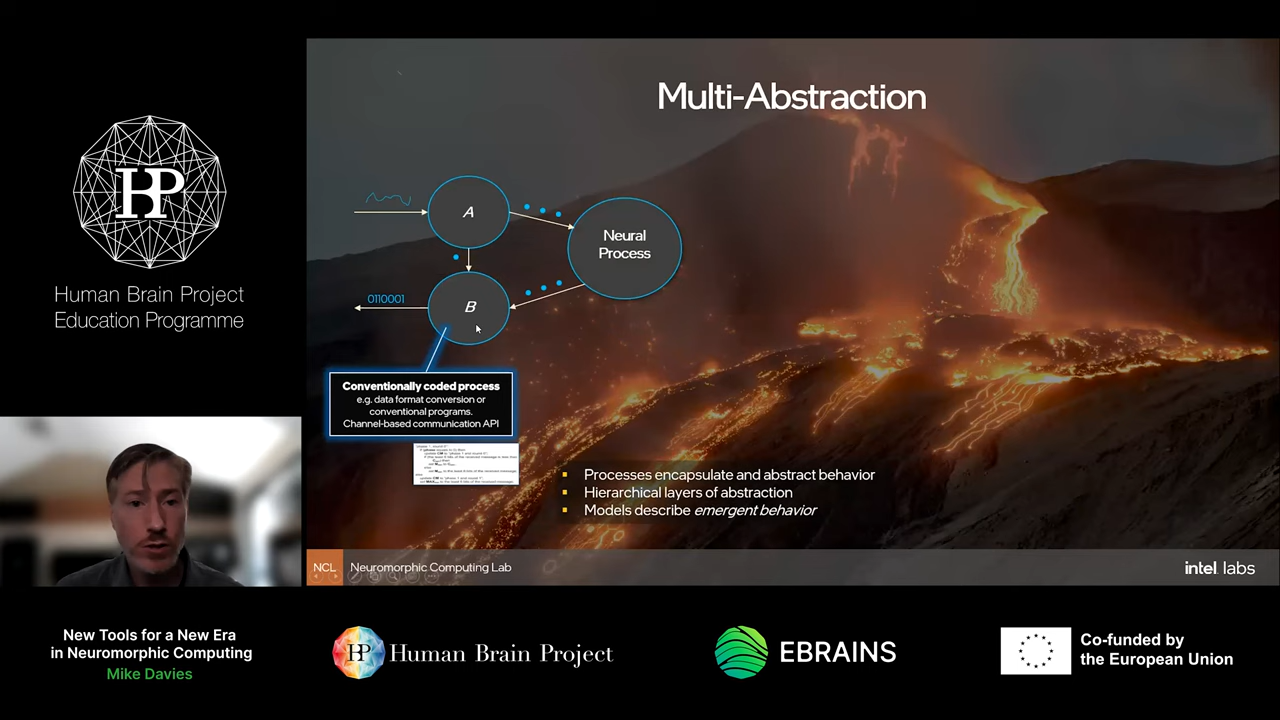 HP
Human Brain Project
Education Programme
Multi-Abstraction
A
Neural
Process
B
0110001
Conventionally coded process
e.g. data format conversion or
conventional programs.
Channel-based communication API
▪ Processes encapsulate and abstract behavior
▪ Hierarchical layers of abstraction
▪ Models describe emergent behavior
NCL
Neuromorphic Computing Lab
intel labs
New Tools for a New Era
in Neuromorphic Computing
Mike Davies
HP
Human Brain Project
EBRAINS
Co-funded by
the European Union